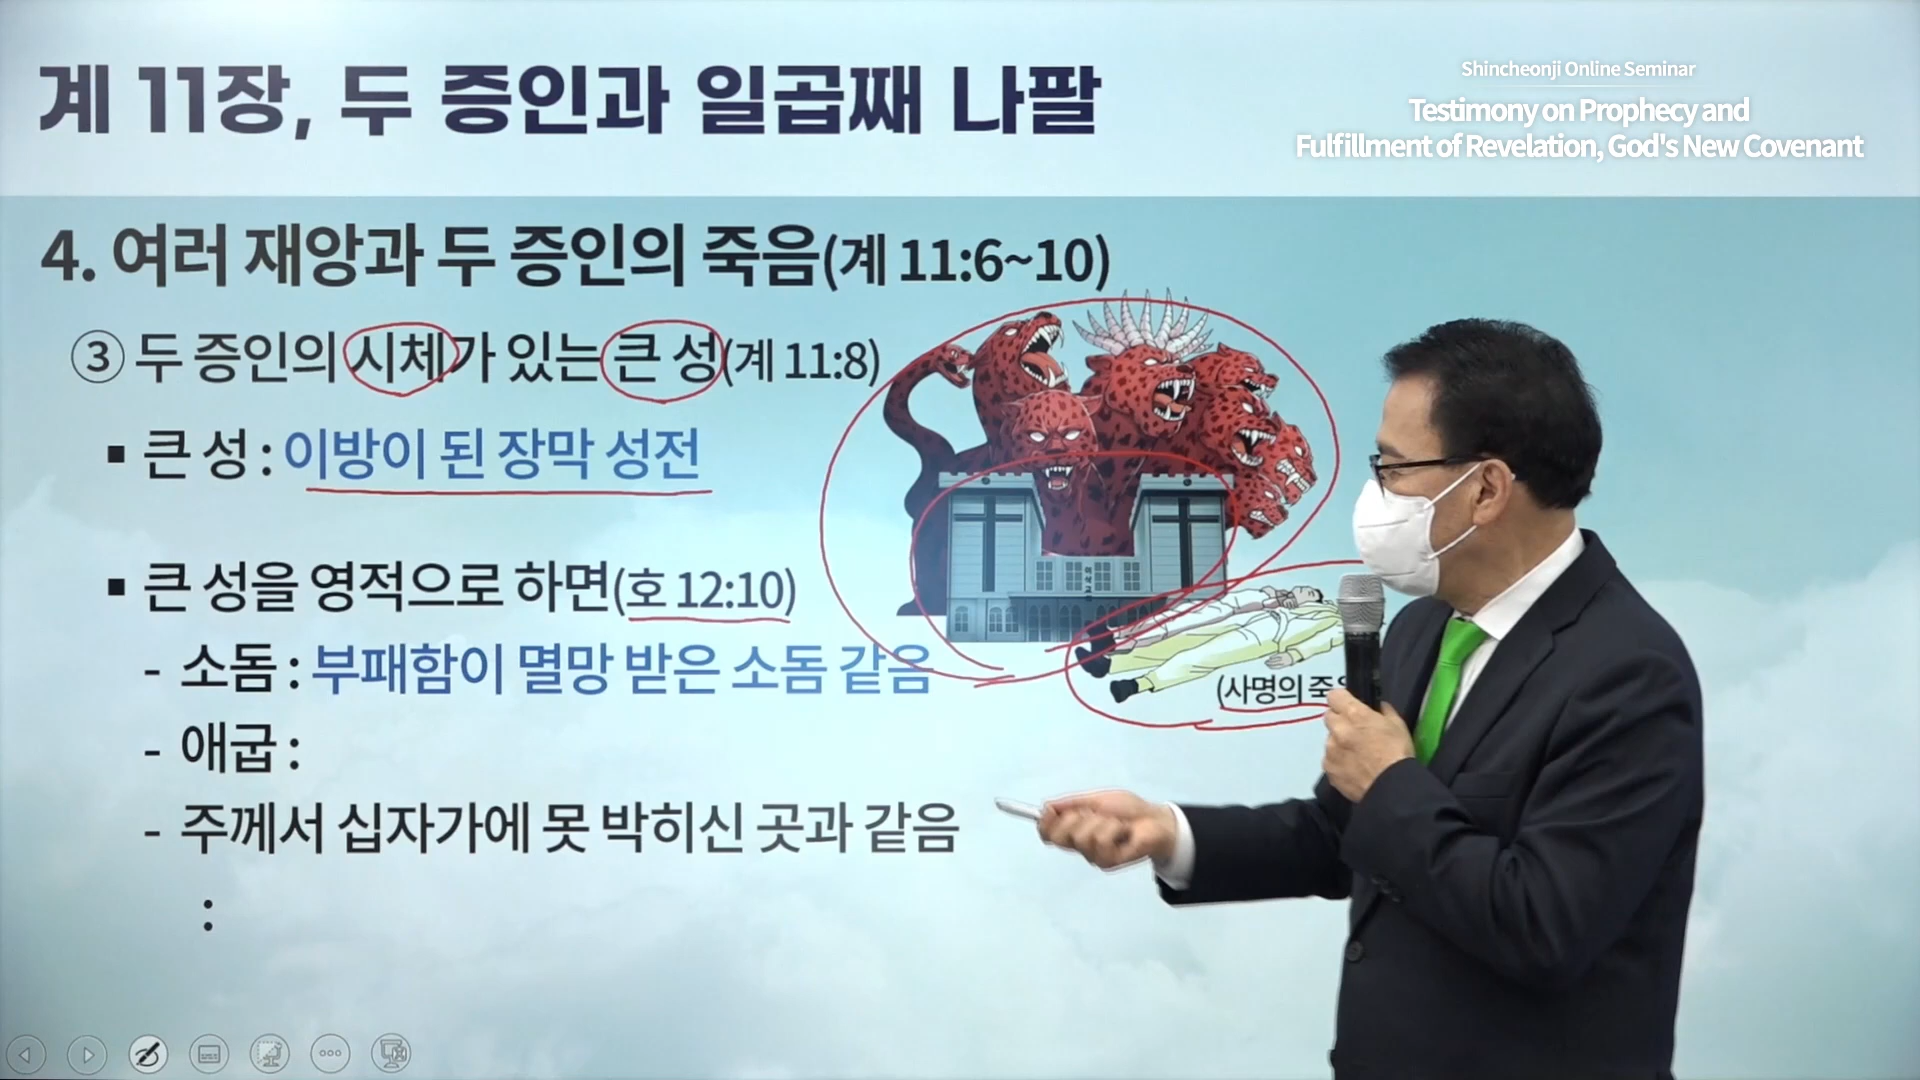 계 11장, 두 증인과 일곱째 나팔
Shincheonji Online Seminar
Testimony on Prophecy and
Fulfillment of Revelation, God's New Covenant
4. 여러 재앙과 두 증인의 죽음(계 11:6~10)
③ 두 증인의 시체가 있는 큰 성(계 11:8)
▪ 큰 성 : 이방이 된 장막 성전
▪ 큰 성을 영적으로 하면(호 12:10)
- 소돔 : 부패함이 멸망 받은 소돔 같음
(사명의
- 애굽 :
- 주께서 십자가에 못 박히신 곳과 같음
: